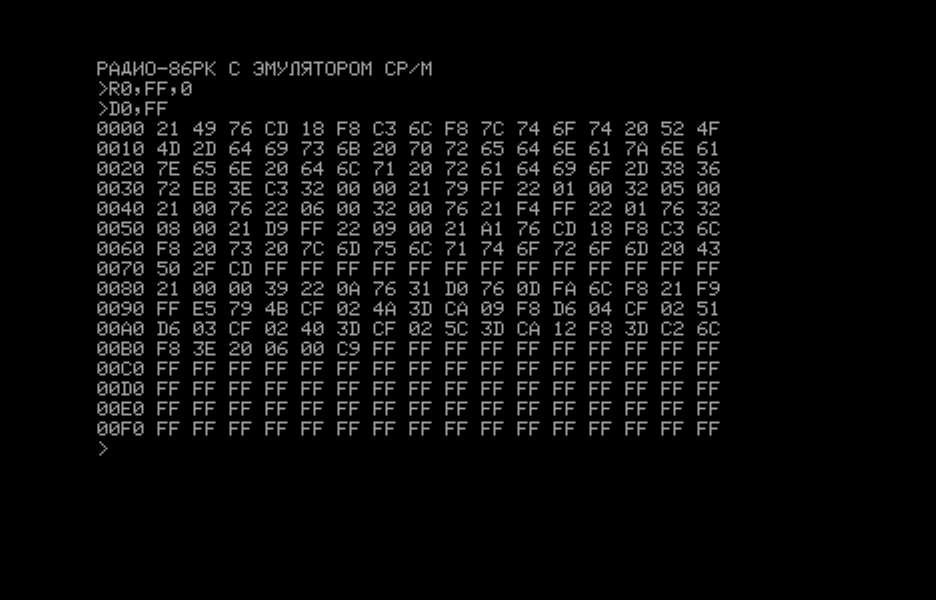 РАДИО-86РК С ЭМУЛЯТОРОМ CP/M
>R0,FF,0
>D0,FF
0000 21 49 76 CD 18 F8 C3 6C F8 7C 74 6F 74 20 52 4F
0010 4D 2D 64 69 73 6B 20 70 72 65 64 6E 61 7A 6E 61
0020 7E 65 6E 20 64 6C 71 20 72 61 64 69 6F 2D 38 36
0030 72 EB 3E C3 32 00 00 21 79 FF 22 01 00 32 05 00
0040 21 00 76 22 06 00 32 00 76 21 F4 FF 22 01 76 32
0050 08 00 21 D9 FF 22 09 00 21 A1 76 CD 18 F8 C3 6C
0060 F8 20 73 20 7C 6D 75 6C 71 74 6F 72 6F 6D 20 43
0070 50 2F CD FF FF FF FF FF FF FF FF FF FF FF FF FF
0080 21 00 00 39 22 0A 76 31 D0 76 0D FA 6C F8 21 F9
0090 FF E5 79 4B CF 02 4A 3D CA 09 F8 D6 04 CF 02 51
00A0 D6 03 CF 02 40 3D CF 02 5C 3D CA 12 F8 3D C2 6C
00B0 F8 3E 20 06 00 C9 FF FF FF FF FF FF FF FF FF FF
00C0 FF FF FF FF FF FF FF FF FF FF FF FF FF FF FF FF
00D0 FF FF FF FF FF FF FF FF FF FF FF FF FF FF FF FF
00E0 FF FF FF FF FF FF FF FF FF FF FF FF FF FF FF FF
00F0 FF FF FF FF FF FF FF FF FF FF FF FF FF FF FF FF
>